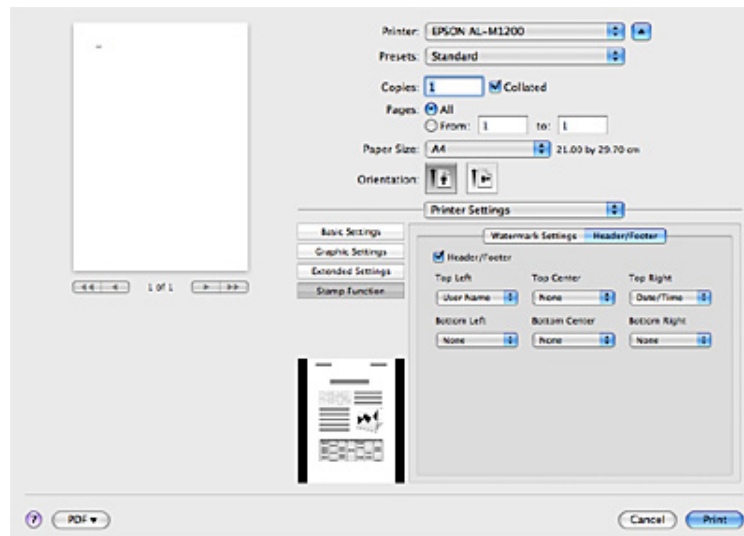 Printer: EPSON AL-M1200
Presets: Standard
Copies: 1 Collated
Pages: All
From: 1 to: 1
Paper Size: A4 21.00 by 29.70 cm
Orientation:
Printer Settings
Basic Settings
Graphic Settings
Extended Settings
Stamp Function
Watermark Settings Header/Footer
Header/Footer
Top Left Top Center Top Right
User Name None Date/Time
Bottom Left Bottom Center Bottom Right
None None None
1 of 1
? PDF Cancel Print